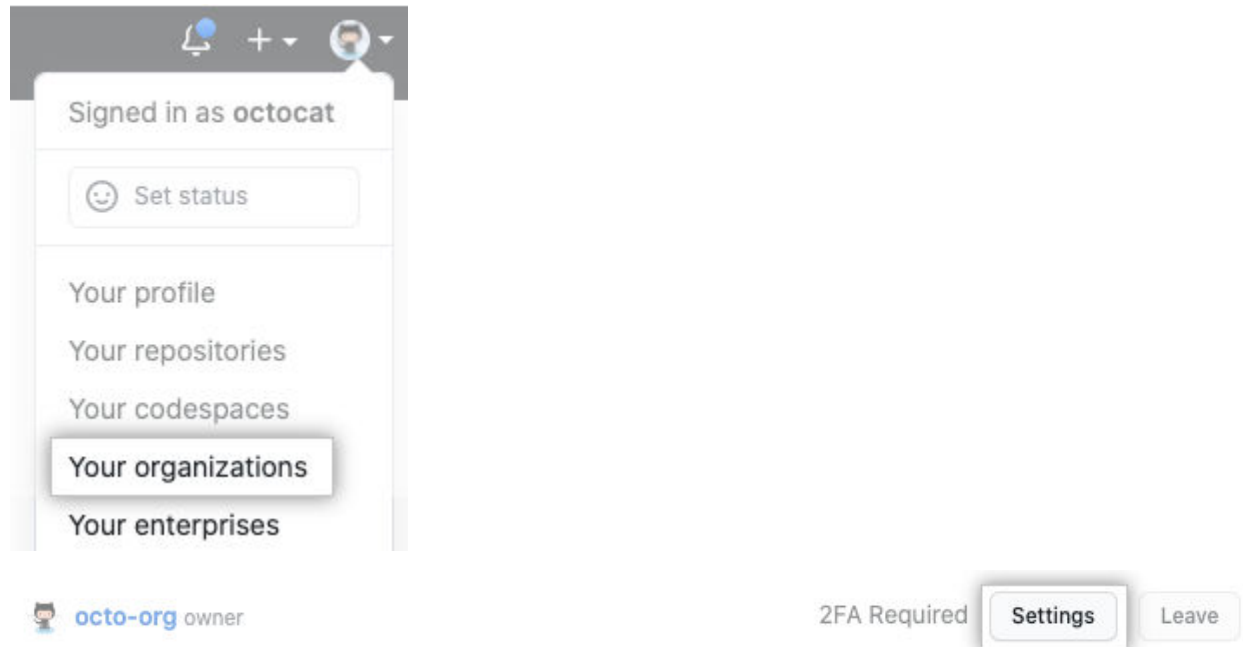 Signed in as octocat
Set status
Your profile
Your repositories
Your codespaces
Your organizations
Your enterprises
octo-org owner 2FA Required Settings Leave